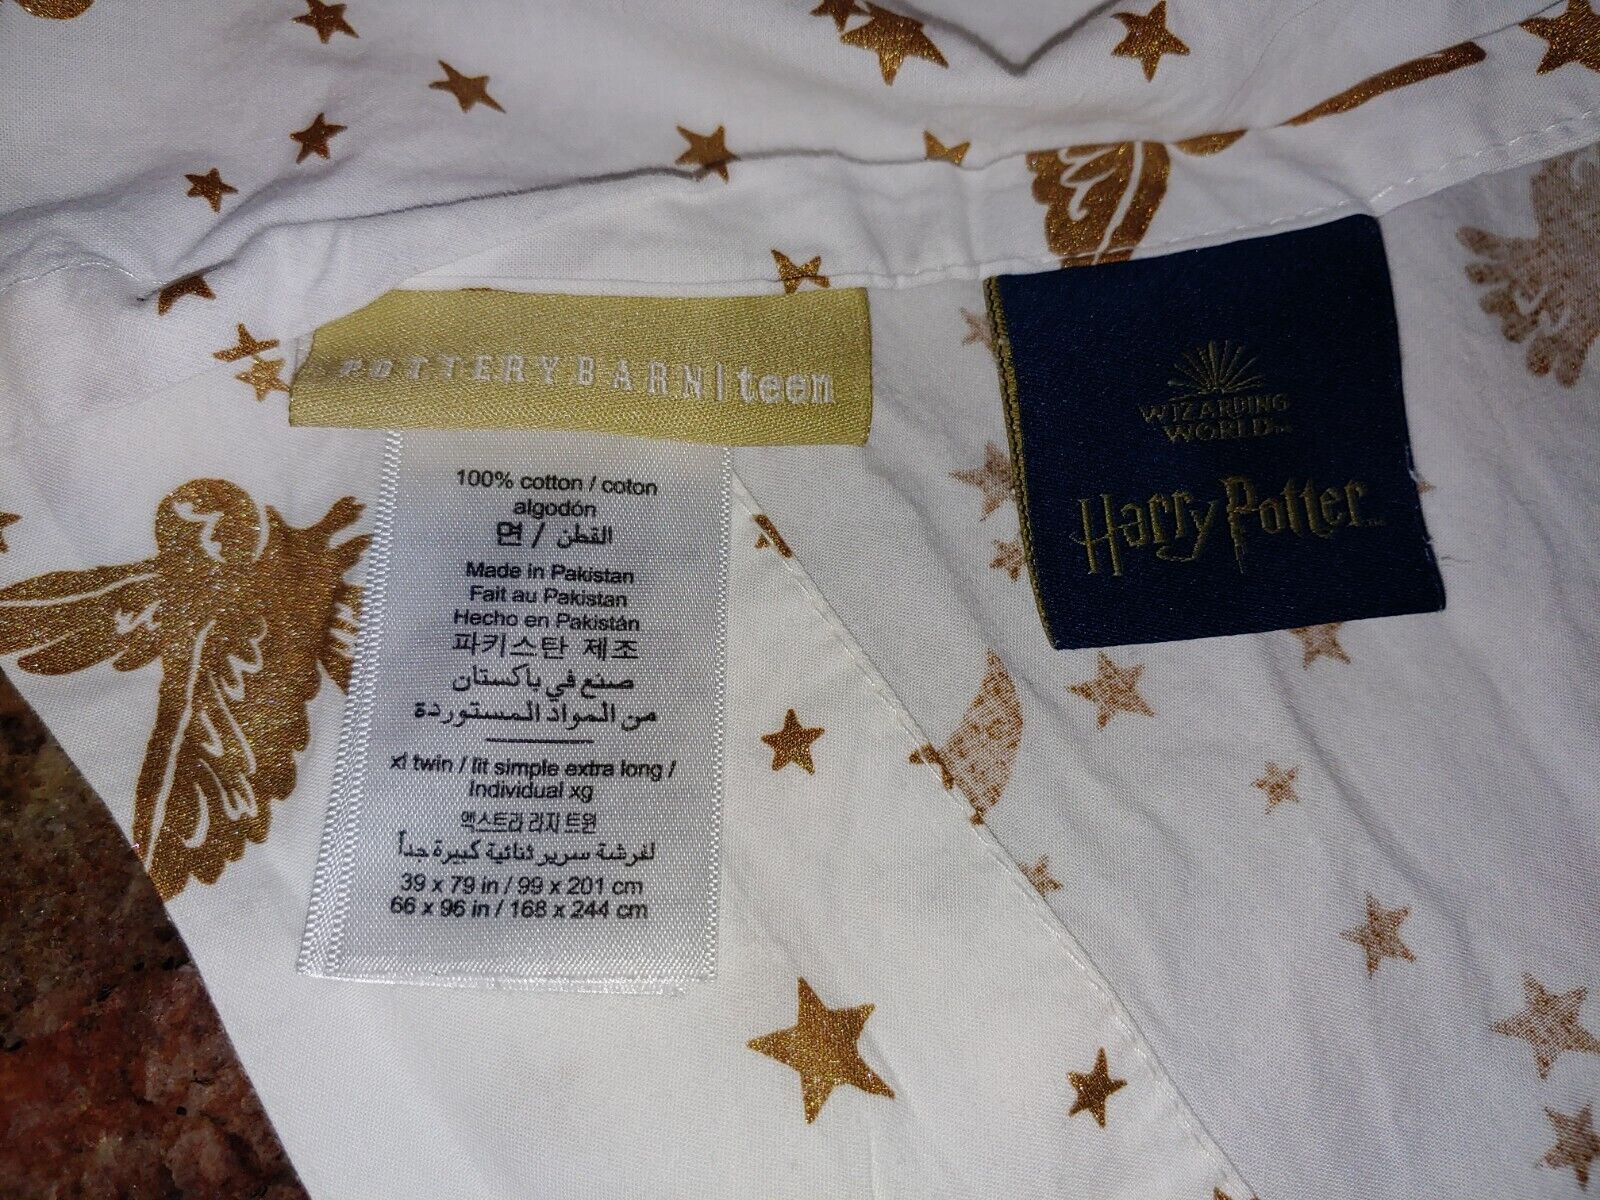 POTTERYBARN|teen
100% cotton / coton
algodón
면 / القطن
Made in Pakistan
Fait au Pakistan
Hecho en Pakistán
파키스탄 제조
صنع في باكستان
من المواد المستوردة
xl twin / lit simple extra long /
Individual xg
엑스트라 라지 트윈
لفرشة سرير ثنائية كبيرة جداً
39 x 79 in / 99 x 201 cm
66 x 96 in / 168 x 244 cm
WIZARDING
WORLD™
Harry Potter™